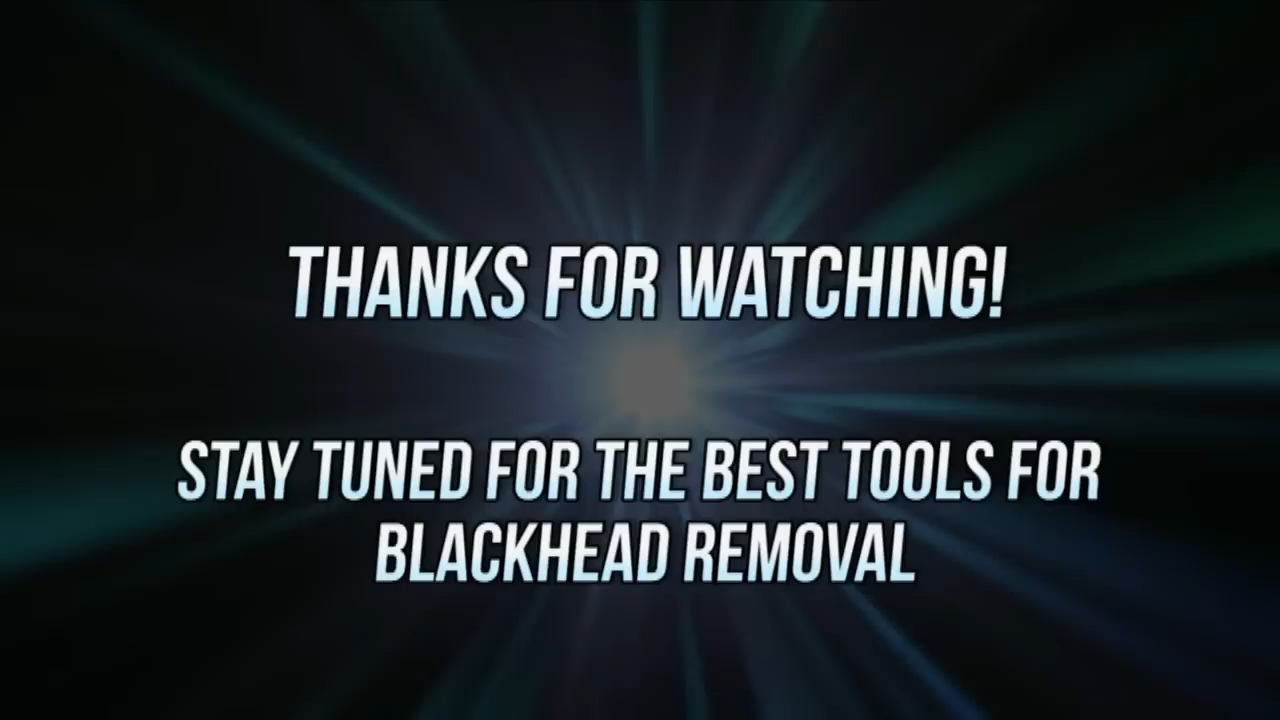 THANKS FOR WATCHING!
STAY TUNED FOR THE BEST TOOLS FOR
BLACKHEAD REMOVAL